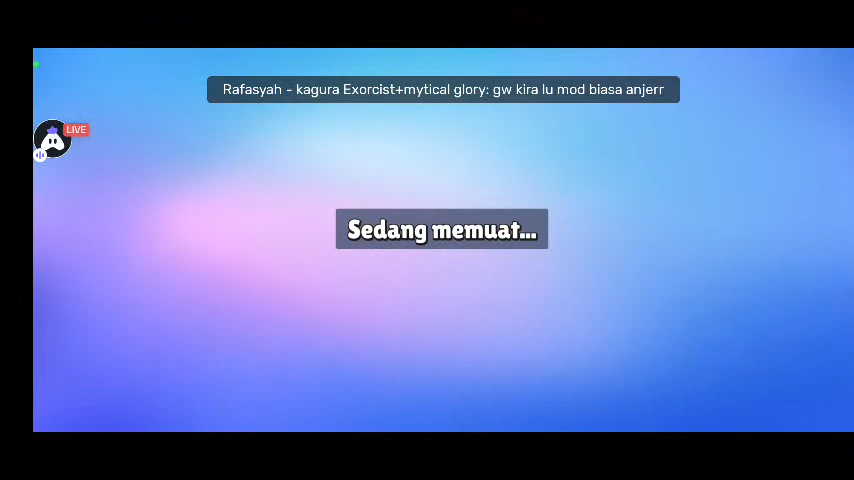 Rafasyah - kagura Exorcist+mytical glory: gw kira lu mod biasa anjerr
LIVE
Sedang memuat...